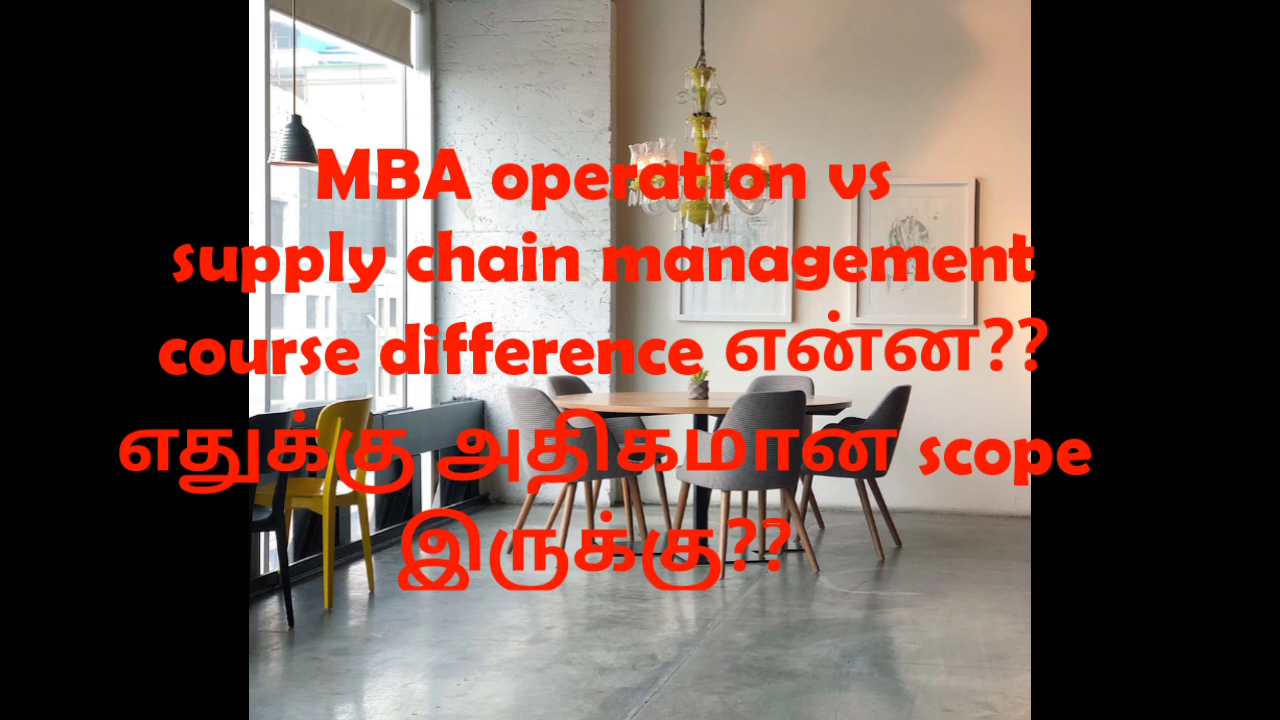 MBA operation vs
supply chain management
course difference என்ன??
எதுக்கு அதிகமான scope
இருக்கு??